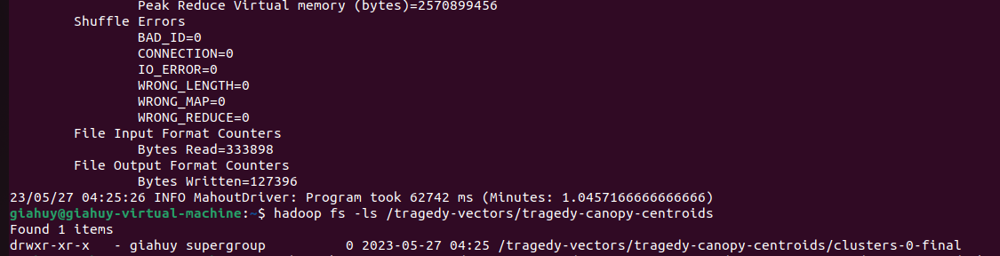 Peak Reduce Virtual memory (bytes)=2570899456
Shuffle Errors
BAD_ID=0
CONNECTION=0
IO_ERROR=0
WRONG_LENGTH=0
WRONG_MAP=0
WRONG_REDUCE=0
File Input Format Counters
Bytes Read=333898
File Output Format Counters
Bytes Written=127396
23/05/27 04:25:26 INFO MahoutDriver: Program took 62742 ms (Minutes: 1.0457166666666666)
giahuy@giahuy-virtual-machine:~$ hadoop fs -ls /tragedy-vectors/tragedy-canopy-centroids
Found 1 items
drwxr-xr-x   - giahuy supergroup          0 2023-05-27 04:25 /tragedy-vectors/tragedy-canopy-centroids/clusters-0-final